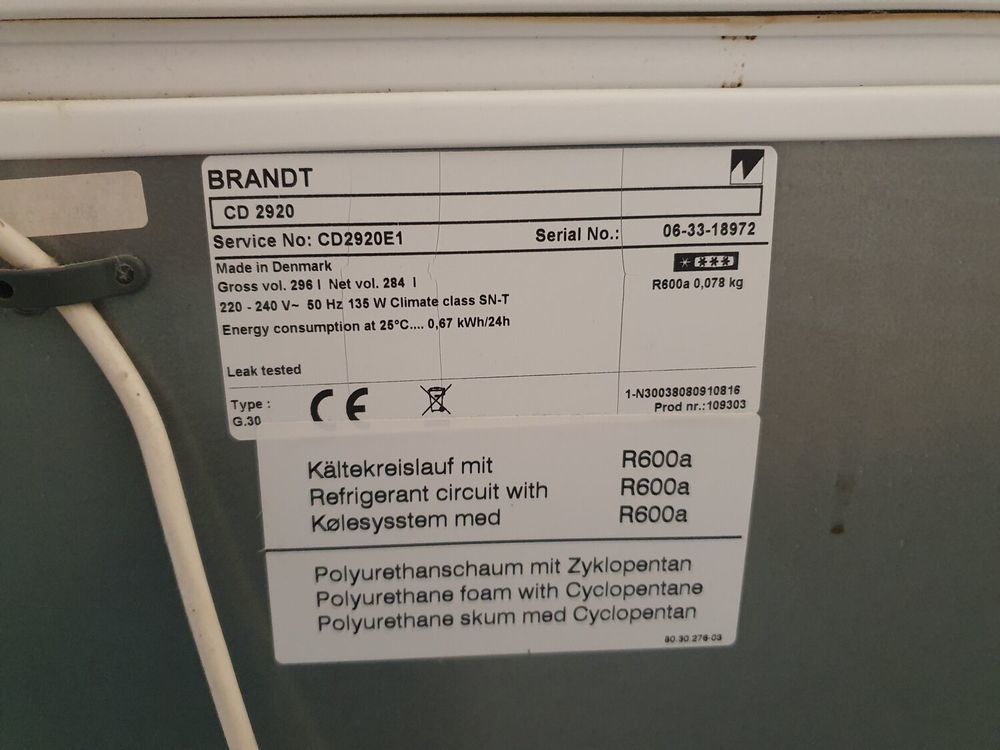 BRANDT
CD 2920
Service No: CD2920E1 Serial No.: 06-33-18972
Made in Denmark
Gross vol. 296 l Net vol. 284 l
R600a 0,078 kg
220 - 240 V~ 50 Hz 135 W Climate class SN-T
Energy consumption at 25°C.... 0,67 kWh/24h
Leak tested
Type :
G.30
CE
1-N30038080910816
Prod nr.:109303
Kältekreislauf mit R600a
Refrigerant circuit with R600a
Kølesysstem med R600a
Polyurethanschaum mit Zyklopentan
Polyurethane foam with Cyclopentane
Polyurethane skum med Cyclopentan
80.30.276-03